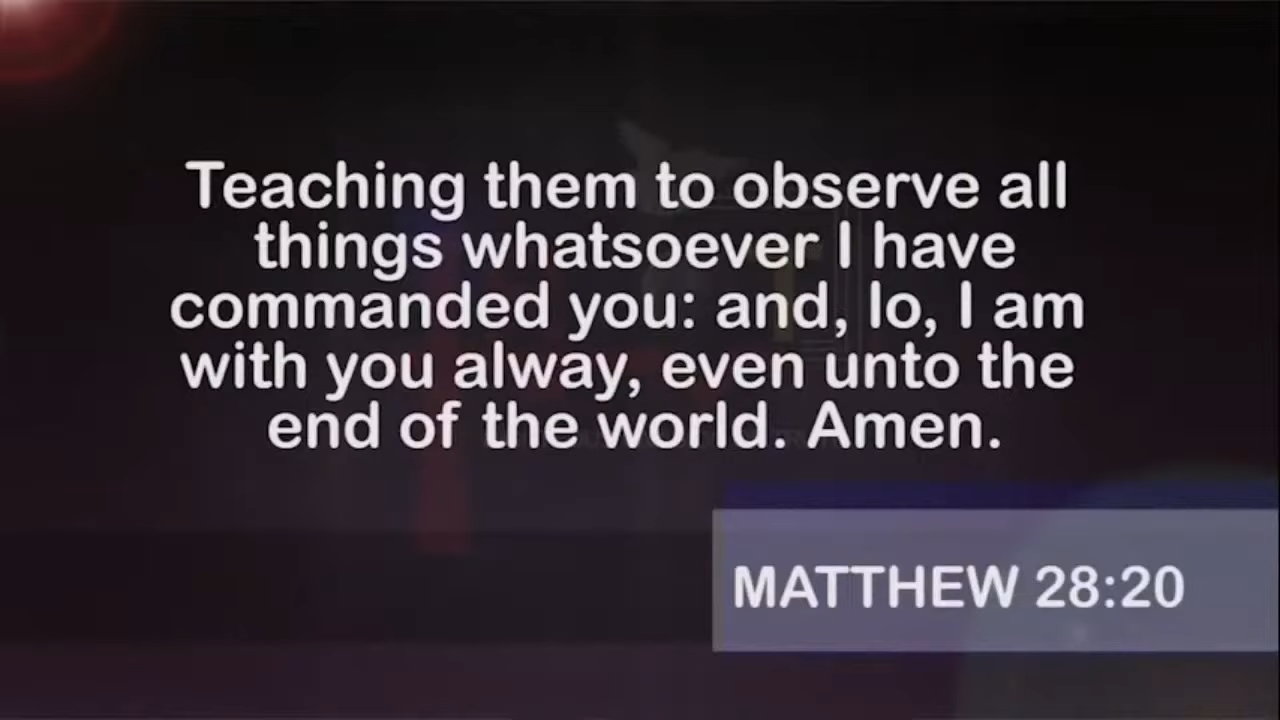 Teaching them to observe all
things whatsoever I have
commanded you: and, lo, I am
with you alway, even unto the
end of the world. Amen.
MATTHEW 28:20